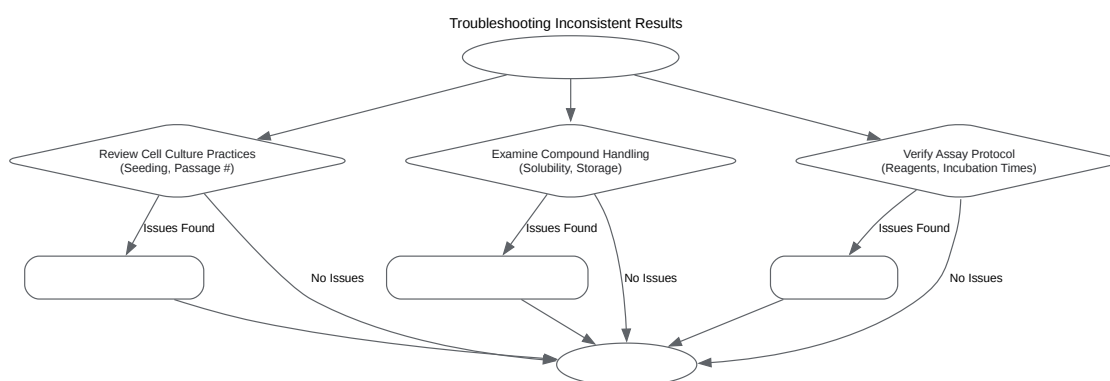 Troubleshooting Inconsistent Results
Review Cell Culture Practices
(Seeding, Passage #)
Examine Compound Handling
(Solubility, Storage)
Verify Assay Protocol
(Reagents, Incubation Times)
Issues Found
Issues Found
Issues Found
No Issues
No Issues
No Issues